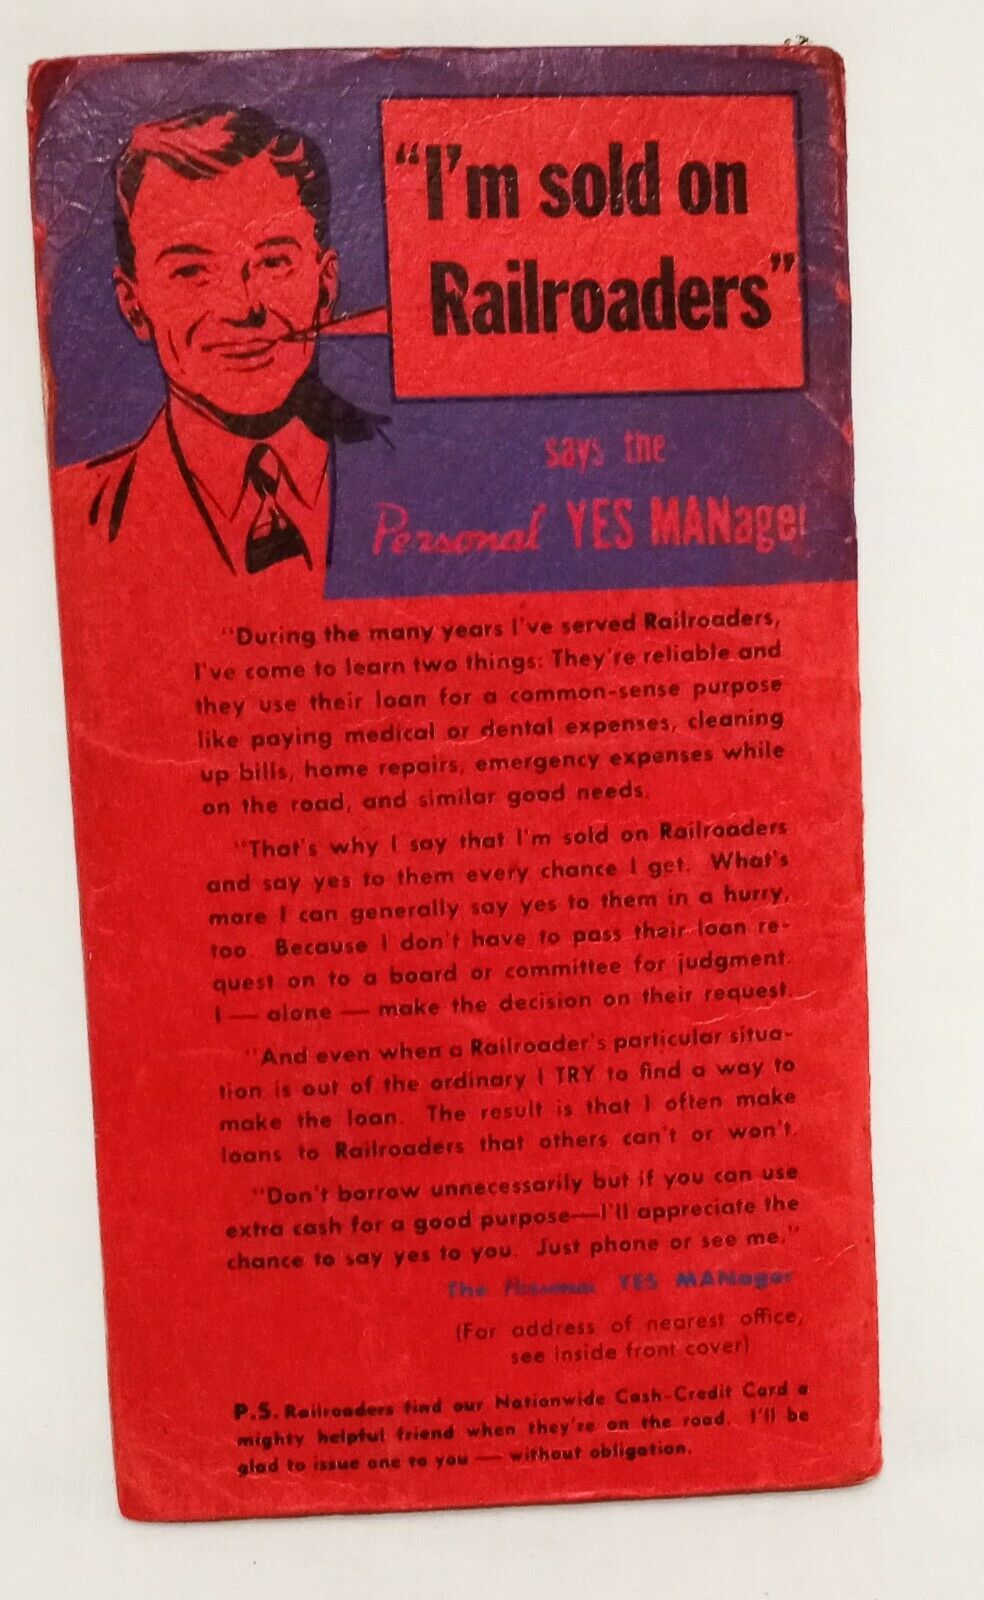 "I'm sold on
Railroaders"
says the
Personal YES MANager
"During the many years I've served Railroaders,
I've come to learn two things: They're reliable and
they use their loan for a common-sense purpose
like paying medical or dental expenses, cleaning
up bills, home repairs, emergency expenses while
on the road, and similar good needs.
"That's why I say that I'm sold on Railroaders
and say yes to them every chance I get. What's
more I can generally say yes to them in a hurry,
too. Because I don't have to pass their loan re-
quest on to a board or committee for judgment.
I — alone — make the decision on their request.
"And even when a Railroader's particular situa-
tion is out of the ordinary I TRY to find a way to
make the loan. The result is that I often make
loans to Railroaders that others can't or won't.
"Don't borrow unnecessarily but if you can use
extra cash for a good purpose—I'll appreciate the
chance to say yes to you. Just phone or see me."
The Personal YES MANager
(For address of nearest office,
see inside front cover)
P.S. Railroaders find our Nationwide Cash-Credit Card a
mighty helpful friend when they're on the road. I'll be
glad to issue one to you — without obligation.